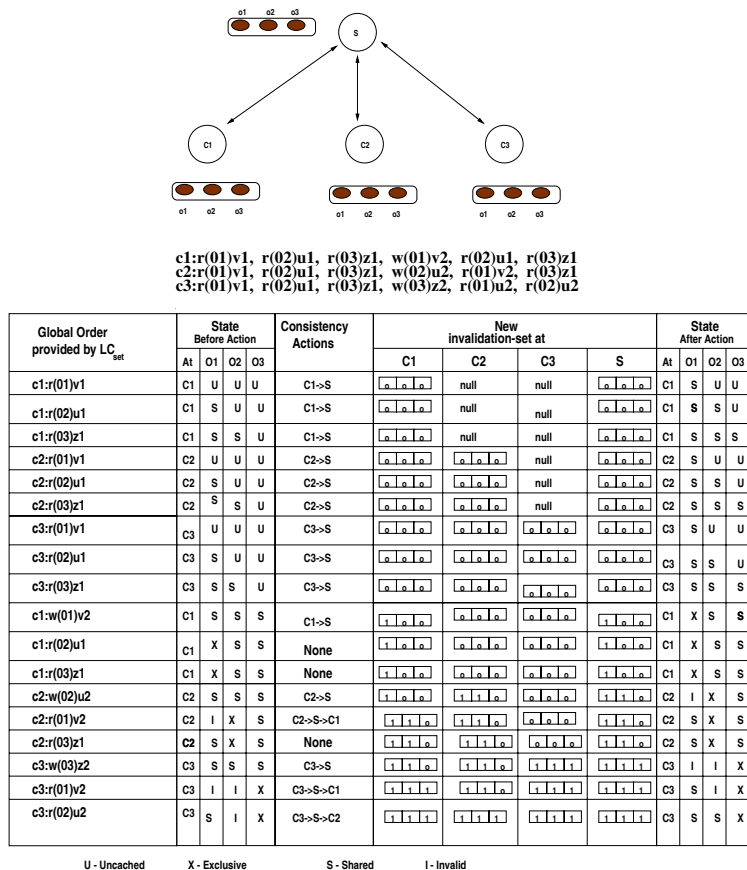 o1 o2 o3
S
C1 C2 C3
o1 o2 o3 o1 o2 o3 o1 o2 o3
c1:r(01)v1, r(02)u1, r(03)z1, w(01)v2, r(02)u1, r(03)z1
c2:r(01)v1, r(02)u1, r(03)z1, w(02)u2, r(01)v2, r(03)z1
c3:r(01)v1, r(02)u1, r(03)z1, w(03)z2, r(01)u2, r(02)u2
Global Order provided by LCset State Before Action Consistency Actions New invalidation-set at State After Action
At O1 O2 O3 C1 C2 C3 S At O1 O2 O3
c1:r(01)v1 C1 U U U C1->S 0 0 0 null null 0 0 0 C1 S U U
c1:r(02)u1 C1 S U U C1->S 0 0 0 null null 0 0 0 C1 S S U
c1:r(03)z1 C1 S S U C1->S 0 0 0 null null 0 0 0 C1 S S S
c2:r(01)v1 C2 U U U C2->S 0 0 0 0 0 0 null 0 0 0 C2 S U U
c2:r(02)u1 C2 S U U C2->S 0 0 0 0 0 0 null 0 0 0 C2 S S U
c2:r(03)z1 C2 S S U C2->S 0 0 0 0 0 0 null 0 0 0 C2 S S S
c3:r(01)v1 C3 U U U C3->S 0 0 0 0 0 0 0 0 0 0 0 0 C3 S U U
c3:r(02)u1 C3 S U U C3->S 0 0 0 0 0 0 0 0 0 0 0 0 C3 S S U
c3:r(03)z1 C3 S S U C3->S 0 0 0 0 0 0 0 0 0 0 0 0 C3 S S S
c1:w(01)v2 C1 S S S C1->S 1 0 0 0 0 0 0 0 0 1 0 0 C1 X S S
c1:r(02)u1 C1 X S S None 1 0 0 0 0 0 0 0 0 1 0 0 C1 X S S
c1:r(03)z1 C1 X S S None 1 0 0 0 0 0 0 0 0 1 0 0 C1 X S S
c2:w(02)u2 C2 S S S C2->S 1 0 0 1 1 0 0 0 0 1 1 0 C2 I X S
c2:r(01)v2 C2 I X S C2->S->C1 1 1 0 1 1 0 0 0 0 1 1 0 C2 S X S
c2:r(03)z1 C2 S X S None 1 1 0 1 1 0 0 0 0 1 1 0 C2 S X S
c3:w(03)z2 C3 S S S C3->S 1 1 0 1 1 0 1 1 1 1 1 1 C3 I I X
c3:r(01)v2 C3 I I X C3->S->C1 1 1 1 1 1 0 1 1 1 1 1 1 C3 S I X
c3:r(02)u2 C3 S I X C3->S->C2 1 1 1 1 1 1 1 1 1 1 1 1 C3 S S X
U - Uncached X - Exclusive S - Shared I - Invalid